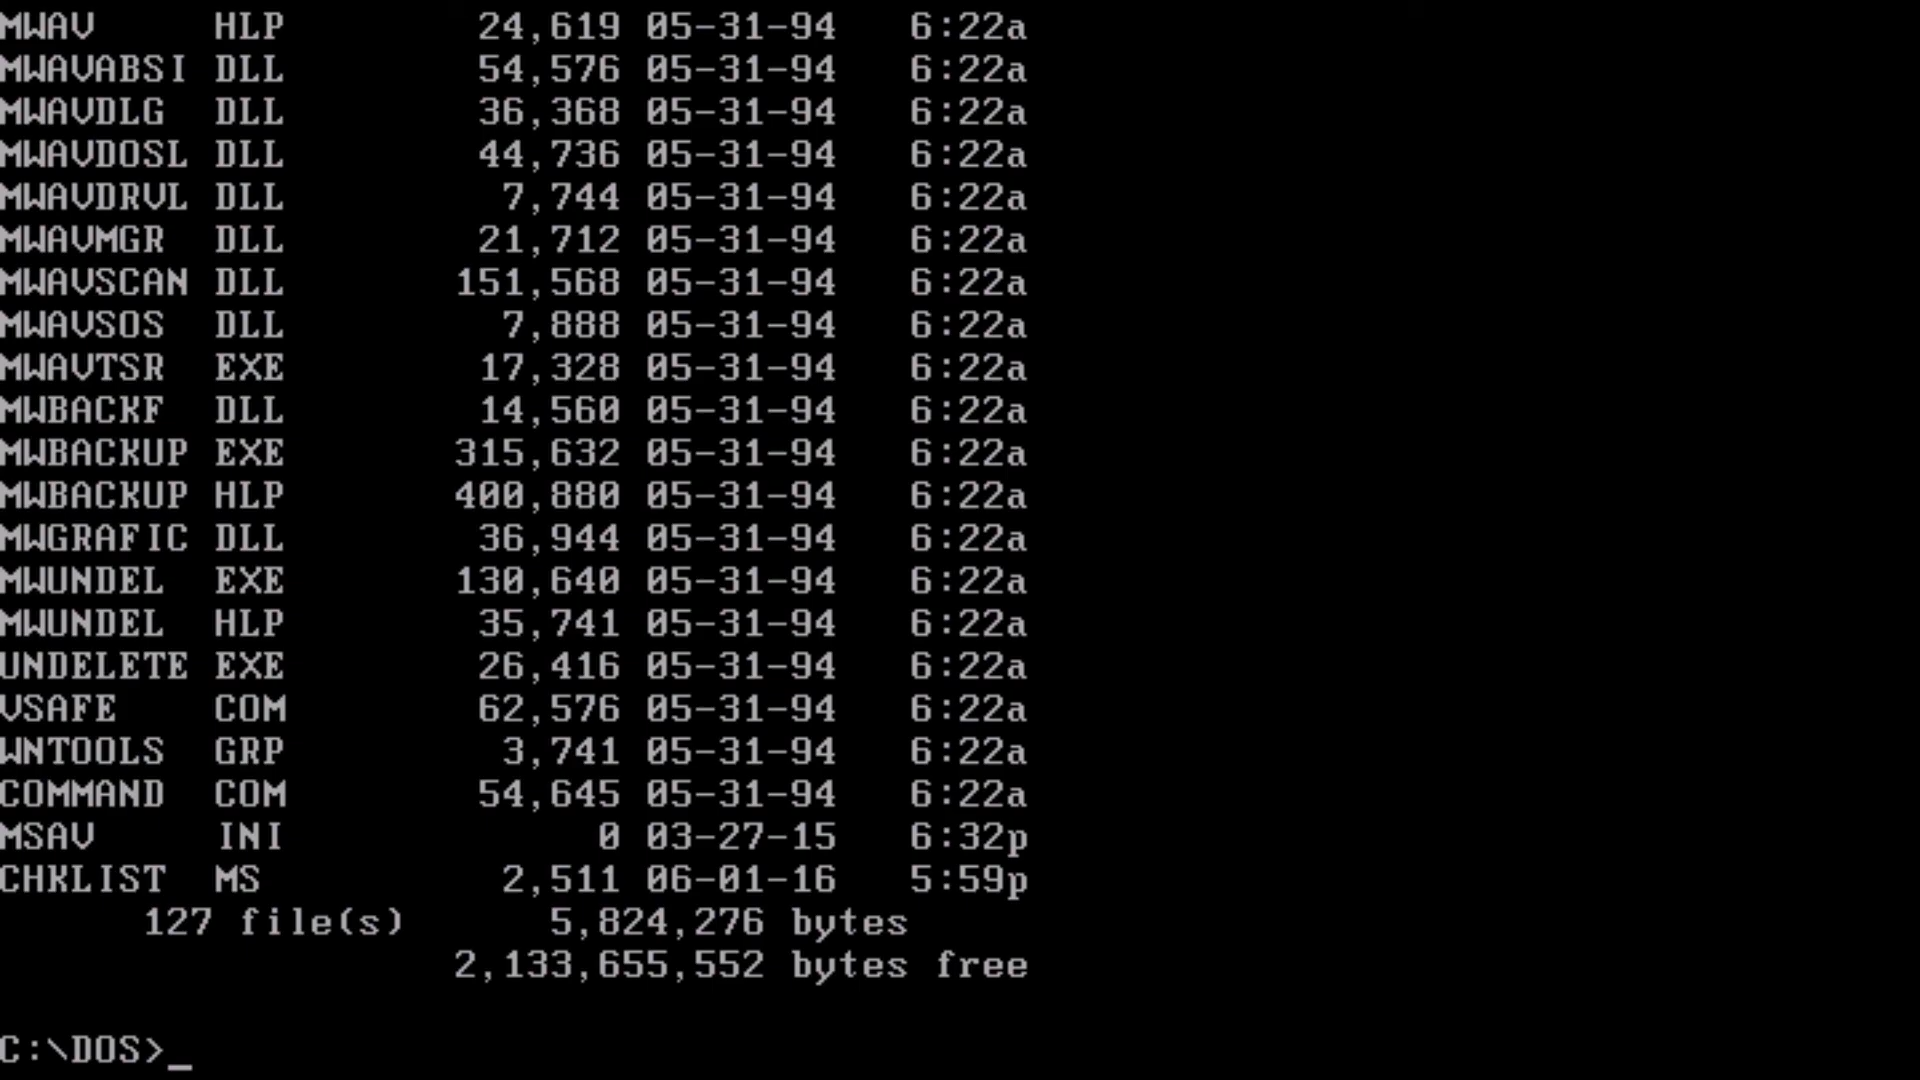 MWAV     HLP        24,619 05-31-94   6:22a
MWAVABSI DLL        54,576 05-31-94   6:22a
MWAVDLG  DLL        36,368 05-31-94   6:22a
MWAVDOSL DLL        44,736 05-31-94   6:22a
MWAVDRVL DLL         7,744 05-31-94   6:22a
MWAVMGR  DLL        21,712 05-31-94   6:22a
MWAVSCAN DLL       151,568 05-31-94   6:22a
MWAVSOS  DLL         7,888 05-31-94   6:22a
MWAVTSR  EXE        17,328 05-31-94   6:22a
MWBACKF  DLL        14,560 05-31-94   6:22a
MWBACKUP EXE       315,632 05-31-94   6:22a
MWBACKUP HLP       400,880 05-31-94   6:22a
MWGRAFIC DLL        36,944 05-31-94   6:22a
MWUNDEL  EXE       130,640 05-31-94   6:22a
MWUNDEL  HLP        35,741 05-31-94   6:22a
UNDELETE EXE        26,416 05-31-94   6:22a
VSAFE    COM        62,576 05-31-94   6:22a
WNTOOLS  GRP         3,741 05-31-94   6:22a
COMMAND  COM        54,645 05-31-94   6:22a
MSAV     INI             0 03-27-15   6:32p
CHKLIST  MS          2,511 06-01-16   5:59p
      127 file(s)      5,824,276 bytes
                   2,133,655,552 bytes free
C:\DOS>_